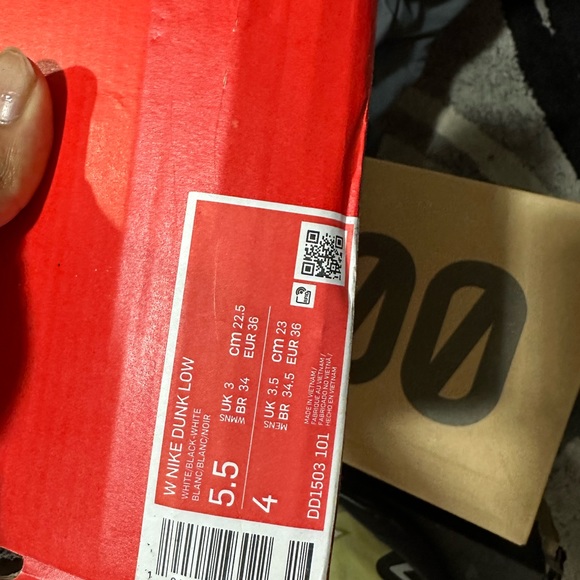 W NIKE DUNK LOW
WHITE/BLACK-WHITE
BLANC/BLANC/NOIR
5.5 WMNS UK 3 BR 34 cm 22.5 EUR 36
4 MENS UK 3.5 BR 34.5 cm 23 EUR 36
DD1503 101
MADE IN VIETNAM /
FABRIQUÉ AU VIETNAM /
FABRICADO NO VIETNÃ /
HECHO EN VIETNAM
00